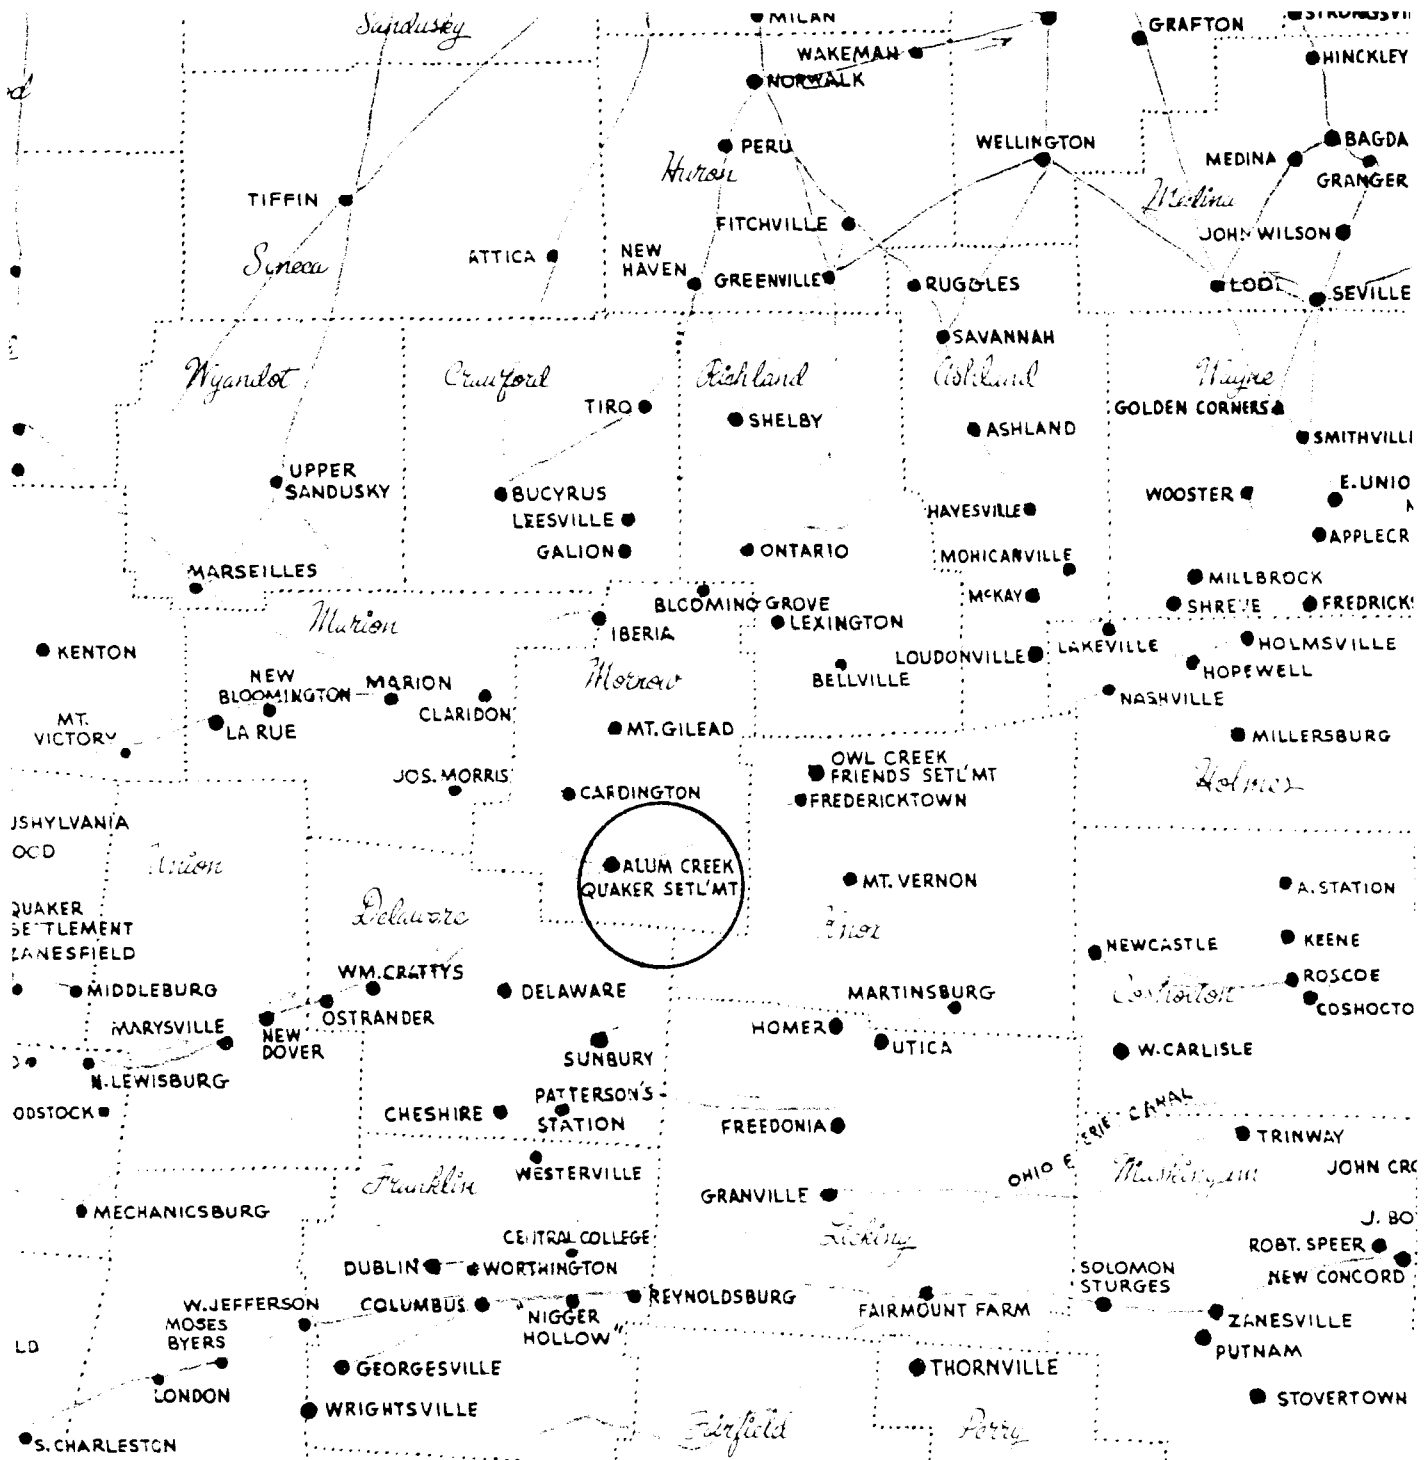 Sandusky
MILAN
GRAFTON
WAKEMAN
HINCKLEY
NORWALK
PERU
WELLINGTON
BAGDA
MEDINA
GRANGER
Huron
TIFFIN
Medina
FITCHVILLE
JOHN WILSON
Seneca
ATTICA
NEW
HAVEN
GREENVILLE
RUGGLES
LODI
SEVILLE
SAVANNAH
Wyandot
Crawford
Richland
Ashland
Wayne
TIRO
SHELBY
GOLDEN CORNERS
ASHLAND
SMITHVILL
UPPER
SANDUSKY
BUCYRUS
WOOSTER
E. UNIO
LEESVILLE
HAYESVILLE
GALION
ONTARIO
APPLECR
MOHICANVILLE
MARSEILLES
MILLBROCK
BLOOMING GROVE
McKAY
SHREVE
FREDRICKS
Marion
IBERIA
LEXINGTON
KENTON
LOUDONVILLE
LAKEVILLE
HOLMSVILLE
HOPEWELL
NEW
BLOOMINGTON
MARION
Morrow
BELLVILLE
NASHVILLE
CLARIDON
MT.
VICTORY
LA RUE
MT. GILEAD
MILLERSBURG
OWL CREEK
FRIENDS SETL'MT
JOS. MORRIS
CARDINGTON
FREDERICKTOWN
Holmes
JSHYLVANIA
OOD
Union
ALUM CREEK
QUAKER SETL'MT
MT. VERNON
A. STATION
QUAKER
SETTLEMENT
ZANESFIELD
Delaware
Knox
NEWCASTLE
KEENE
WM. CRATTYS
MIDDLEBURG
DELAWARE
MARTINSBURG
Coshocton
ROSCOE
COSHOCTO
OSTRANDER
MARYSVILLE
NEW
DOVER
HOMER
UTICA
SUNBURY
W. CARLISLE
N. LEWISBURG
PATTERSON'S
STATION
ODSTOCK
CHESHIRE
FREEDONIA
OHIO E ERIE CANAL
TRINWAY
WESTERVILLE
JOHN CRO
Franklin
GRANVILLE
Muskingum
MECHANICSBURG
J. BO
CENTRAL COLLEGE
Licking
ROBT. SPEER
DUBLIN
WORTHINGTON
SOLOMON
STURGES
NEW CONCORD
W. JEFFERSON
COLUMBUS
REYNOLDSBURG
FAIRMOUNT FARM
NIGGER
HOLLOW"
MOSES
BYERS
ZANESVILLE
LD
PUTNAM
GEORGESVILLE
THORNVILLE
LONDON
STOVERTOWN
WRIGHTSVILLE
Fairfield
Perry
S. CHARLESTON